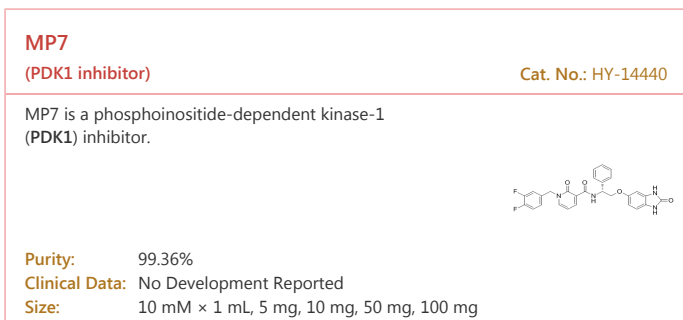 MP7
(PDK1 inhibitor)
Cat. No.: HY-14440
MP7 is a phosphoinositide-dependent kinase-1
(PDK1) inhibitor.
F
F
N
O
O
N
H
O
H
N
N
H
O
Purity: 99.36%
Clinical Data: No Development Reported
Size: 10 mM × 1 mL, 5 mg, 10 mg, 50 mg, 100 mg